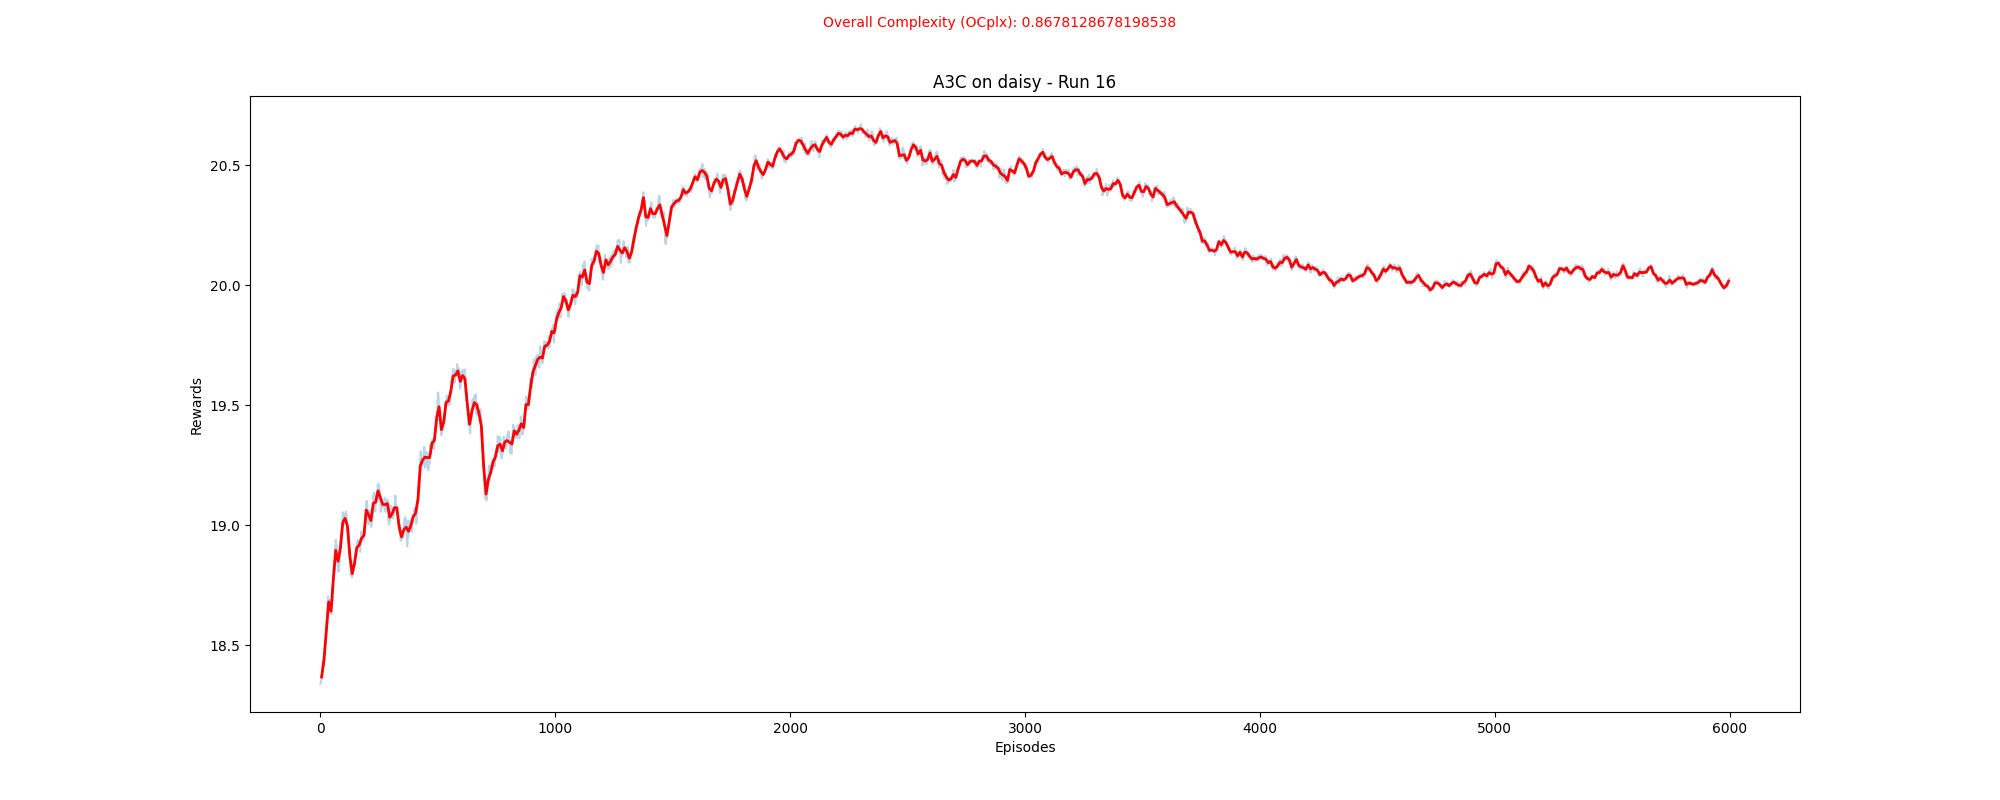 Overall Complexity (OCplx): 0.8678128678198538
A3C on daisy - Run 16
20.5
20.0
19.5
19.0
18.5
Rewards
0 1000 2000 3000 4000 5000 6000
Episodes